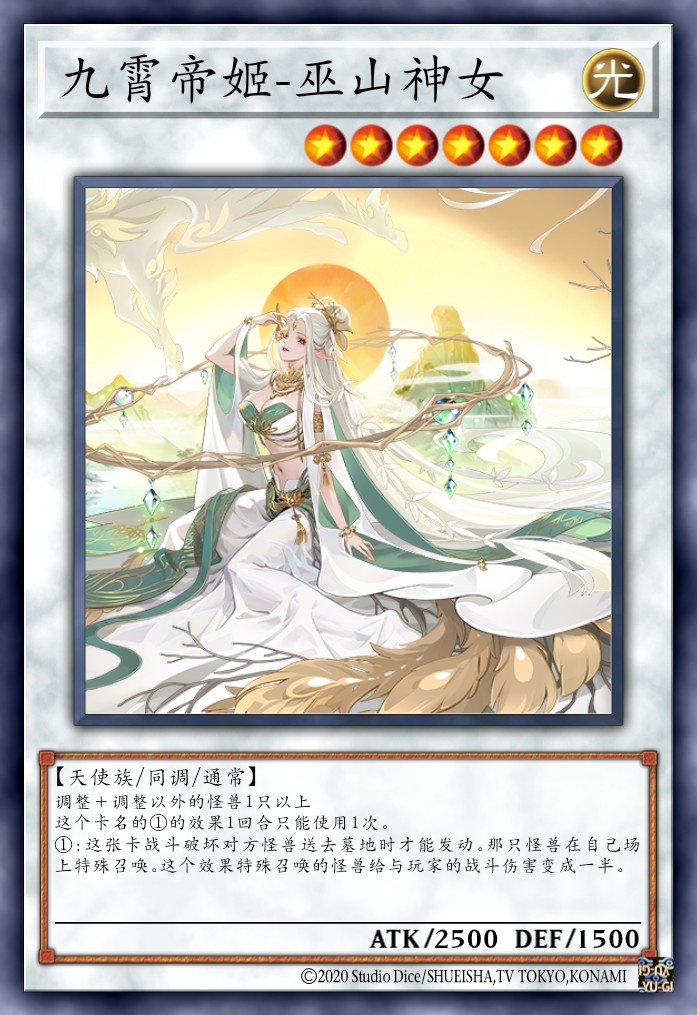 九霄帝姬-巫山神女
光
【天使族/同调/通常】
调整＋调整以外的怪兽1只以上
这个卡名的①的效果1回合只能使用1次。
①:这张卡战斗破坏对方怪兽送去墓地时才能发动。那只怪兽在自己场
上特殊召唤。这个效果特殊召唤的怪兽给与玩家的战斗伤害变成一半。
ATK/2500 DEF/1500
©2020 Studio Dice/SHUEISHA,TV TOKYO,KONAMI
YU-GI
YU-GI